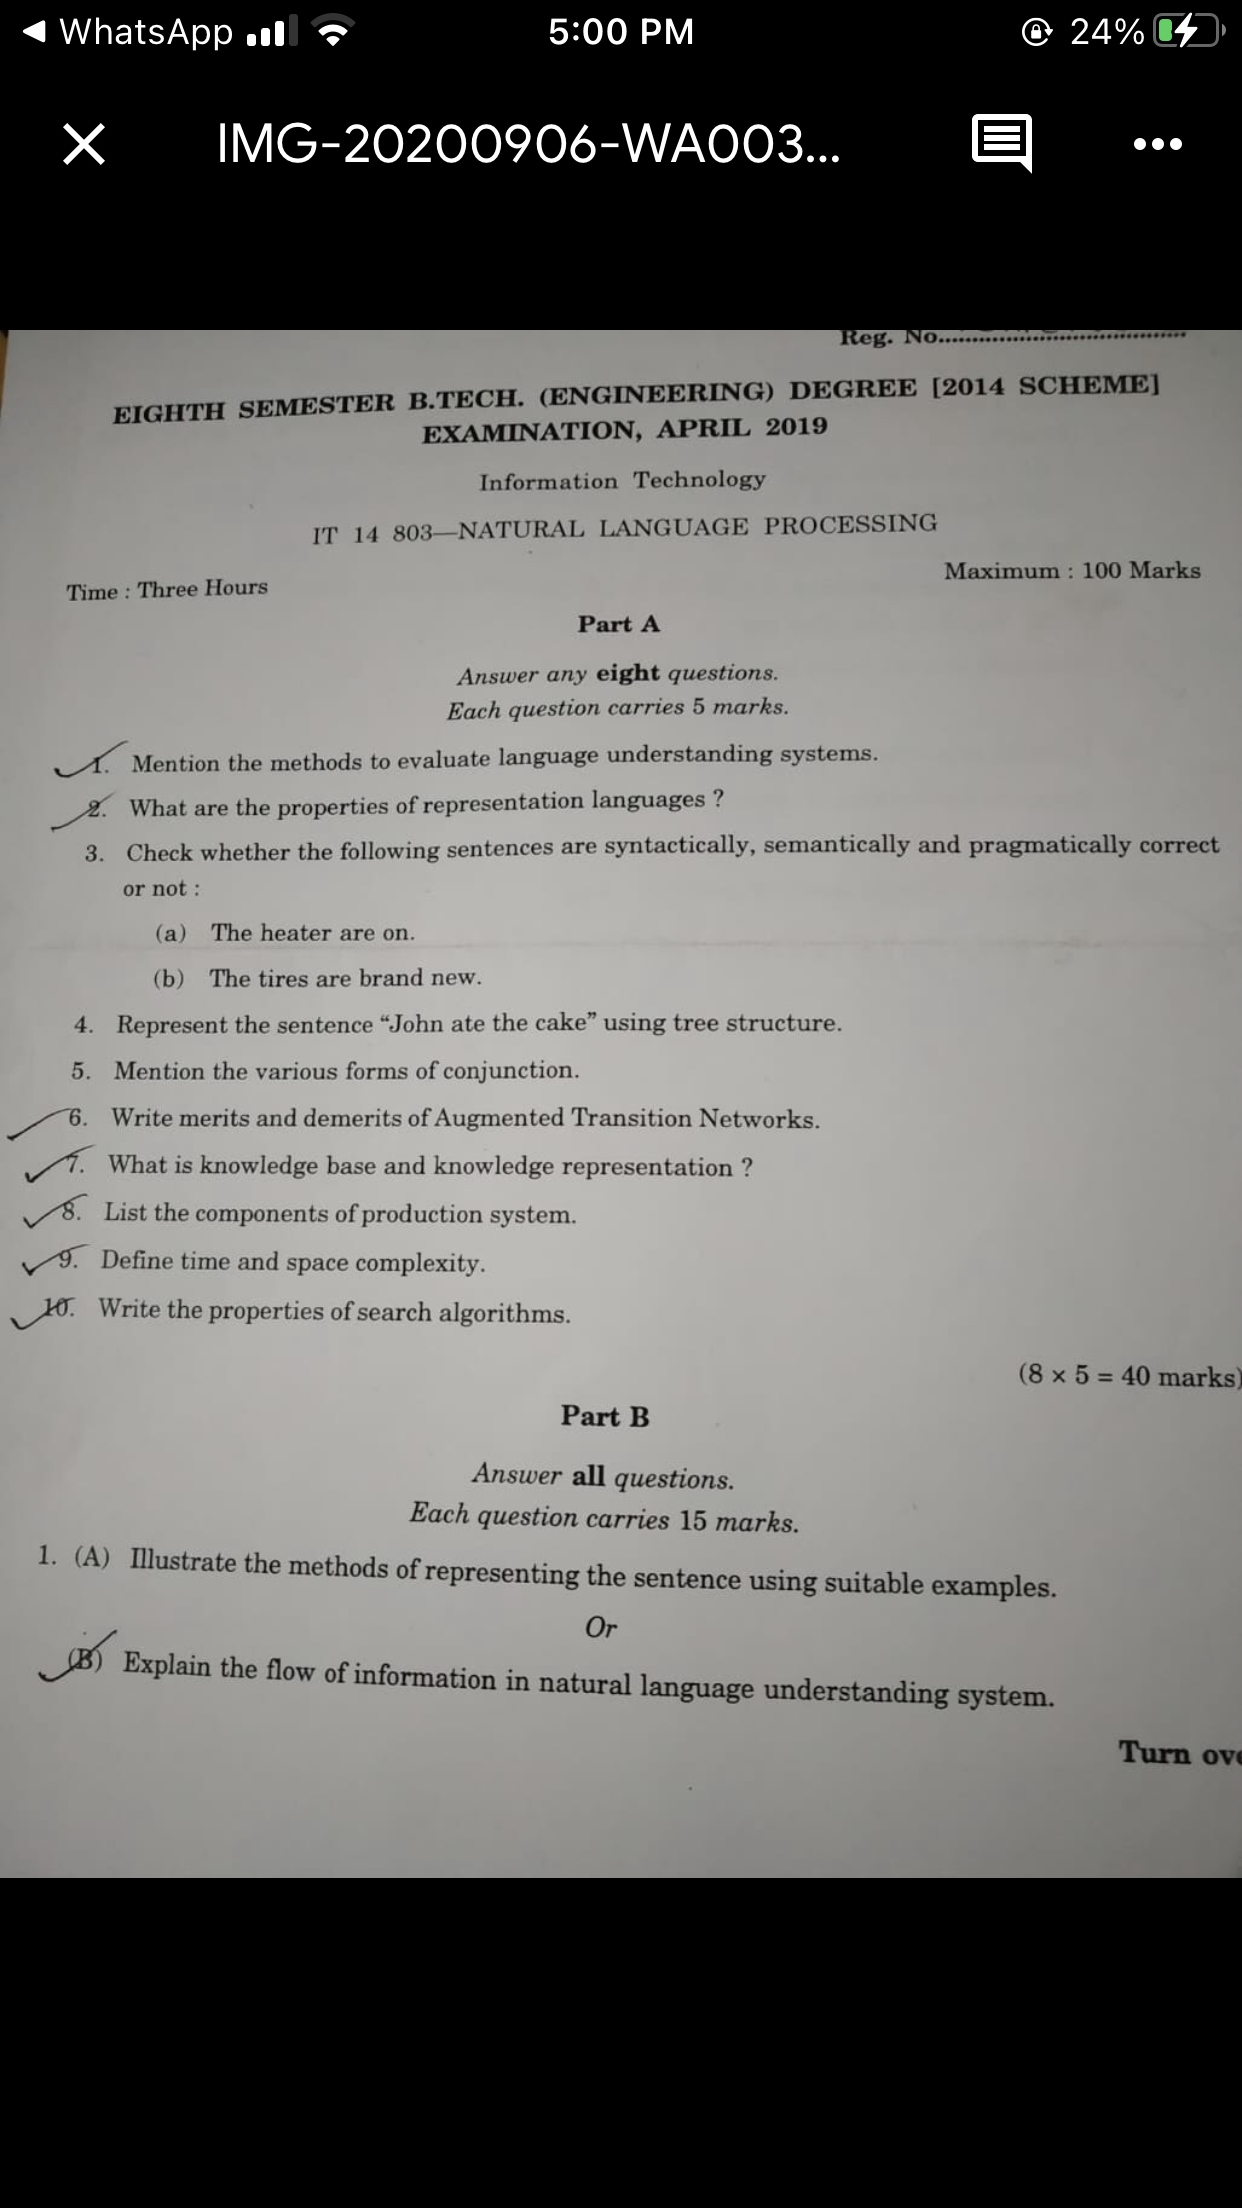 WhatsApp
5:00 PM
24%
IMG-20200906-WA003...
Reg. No.
EIGHTH SEMESTER B.TECH. (ENGINEERING) DEGREE [2014 SCHEME]
EXAMINATION, APRIL 2019
Information Technology
IT 14 803—NATURAL LANGUAGE PROCESSING
Time : Three Hours
Maximum : 100 Marks
Part A
Answer any eight questions.
Each question carries 5 marks.
1. Mention the methods to evaluate language understanding systems.
2. What are the properties of representation languages ?
3. Check whether the following sentences are syntactically, semantically and pragmatically correct
or not :
(a) The heater are on.
(b) The tires are brand new.
4. Represent the sentence “John ate the cake” using tree structure.
5. Mention the various forms of conjunction.
6. Write merits and demerits of Augmented Transition Networks.
7. What is knowledge base and knowledge representation ?
8. List the components of production system.
9. Define time and space complexity.
10. Write the properties of search algorithms.
(8 × 5 = 40 marks)
Part B
Answer all questions.
Each question carries 15 marks.
1. (A) Illustrate the methods of representing the sentence using suitable examples.
Or
(B) Explain the flow of information in natural language understanding system.
Turn ove